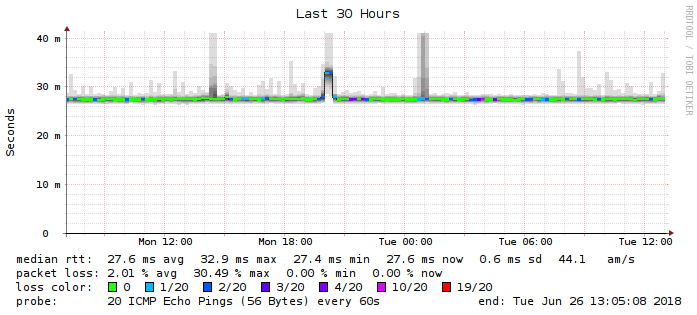 Last 30 Hours
RRDTOOL / TOBI OETIKER
Seconds
40 m
30 m
20 m
10 m
0
Mon 12:00 Mon 18:00 Tue 00:00 Tue 06:00 Tue 12:00
median rtt: 27.6 ms avg 32.9 ms max 27.4 ms min 27.6 ms now 0.6 ms sd 44.1 am/s
packet loss: 2.01 % avg 30.49 % max 0.00 % min 0.00 % now
loss color: 0 1/20 2/20 3/20 4/20 10/20 19/20
probe: 20 ICMP Echo Pings (56 Bytes) every 60s end: Tue Jun 26 13:05:08 2018